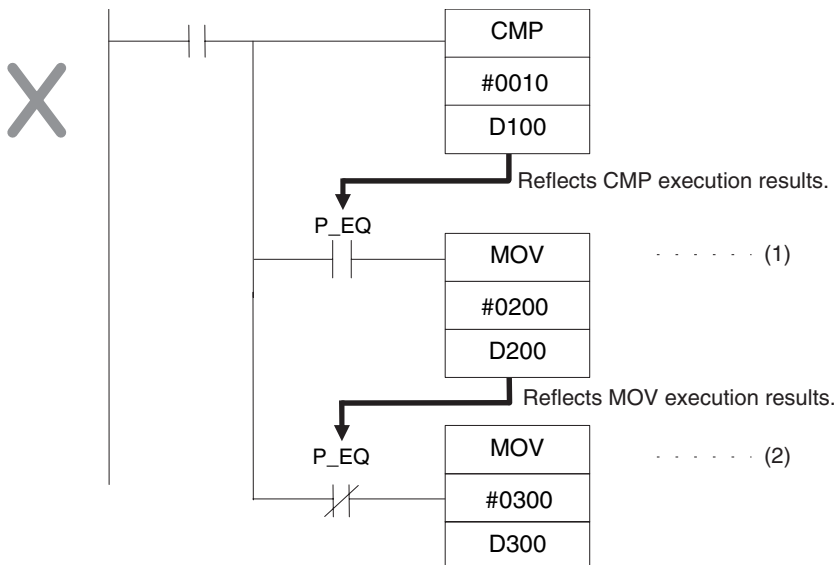 CMP
#0010
D100
Reflects CMP execution results.
P_EQ
MOV
(1)
#0200
D200
Reflects MOV execution results.
P_EQ
MOV
(2)
#0300
D300